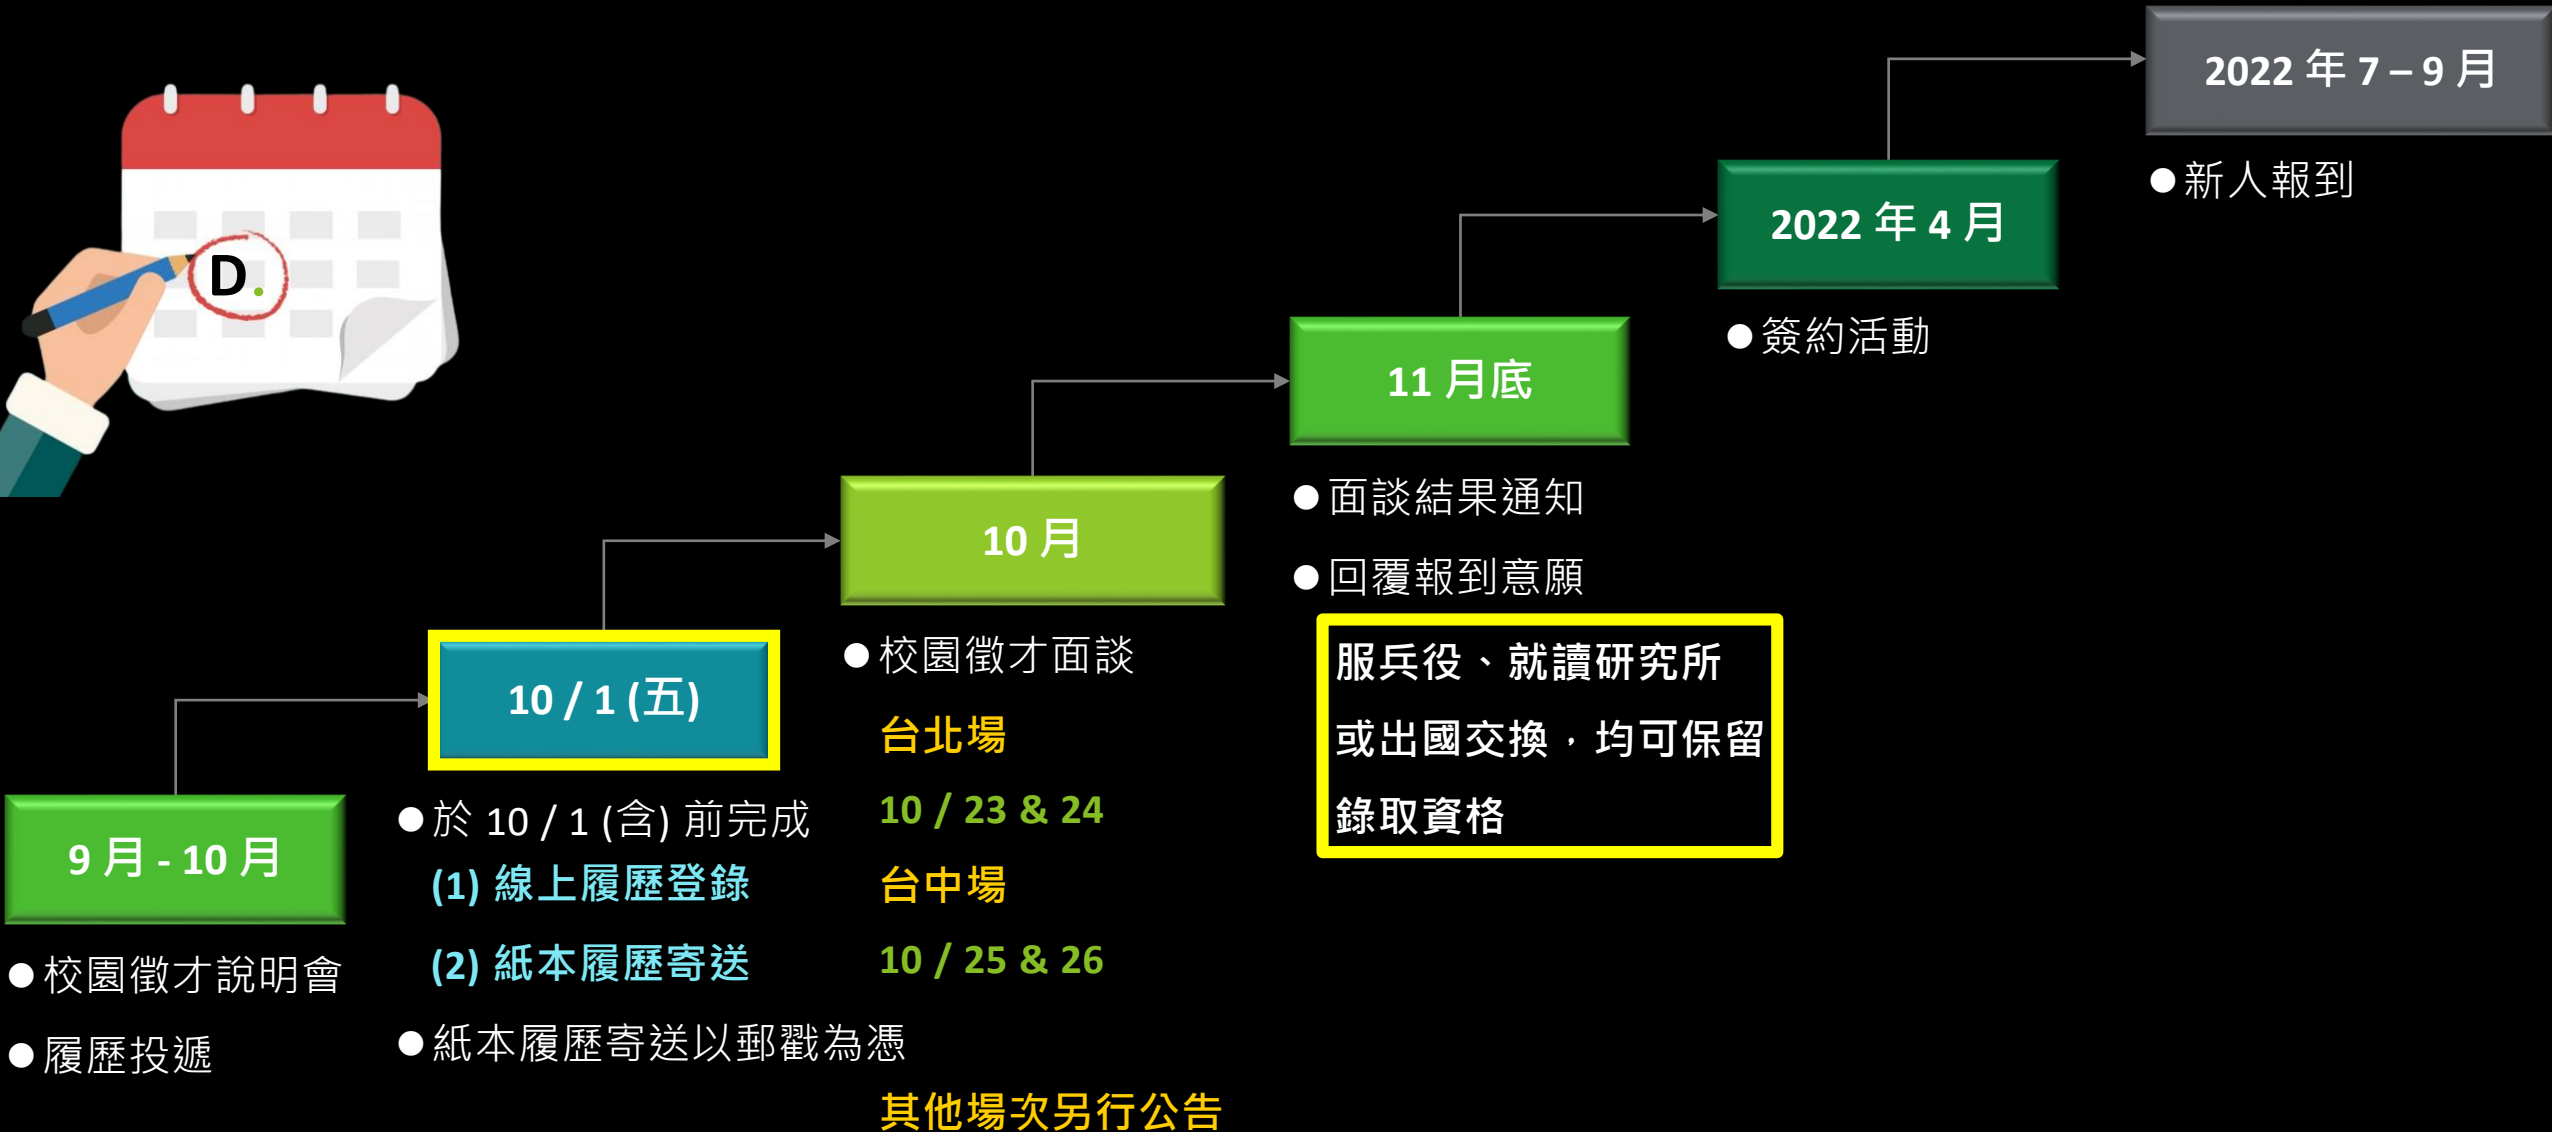 D.
9 月 - 10 月
● 校園徵才說明會
● 履歷投遞
10 / 1 (五)
● 於 10 / 1 (含) 前完成
(1) 線上履歷登錄
(2) 紙本履歷寄送
● 紙本履歷寄送以郵戳為憑
10 月
● 校園徵才面談
台北場
10 / 23 & 24
台中場
10 / 25 & 26
其他場次另行公告
11 月底
● 面談結果通知
● 回覆報到意願
服兵役、就讀研究所
或出國交換，均可保留
錄取資格
2022 年 4 月
● 簽約活動
2022 年 7 – 9 月
● 新人報到